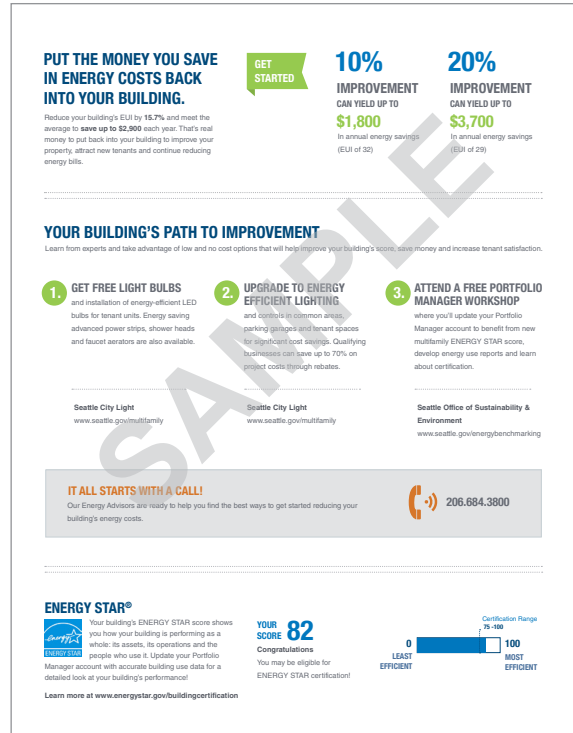 PUT THE MONEY YOU SAVE
IN ENERGY COSTS BACK
INTO YOUR BUILDING.
Reduce your building's EUI by 15.7% and meet the
average to save up to $2,900 each year. That's real
money to put back into your building to improve your
property, attract new tenants and continue reducing
energy bills.
GET
STARTED
10%
IMPROVEMENT
CAN YIELD UP TO
$1,800
In annual energy savings
(EUI of 32)
20%
IMPROVEMENT
CAN YIELD UP TO
$3,700
In annual energy savings
(EUI of 29)
YOUR BUILDING'S PATH TO IMPROVEMENT
Learn from experts and take advantage of low and no cost options that will help improve your building's score, save money and increase tenant satisfaction.
1.
GET FREE LIGHT BULBS
and installation of energy-efficient LED
bulbs for tenant units. Energy saving
advanced power strips, shower heads
and faucet aerators are also available.
Seattle City Light
www.seattle.gov/multifamily
2.
UPGRADE TO ENERGY
EFFICIENT LIGHTING
and controls in common areas,
parking garages and tenant spaces
for significant cost savings. Qualifying
businesses can save up to 70% on
project costs through rebates.
Seattle City Light
www.seattle.gov/multifamily
3.
ATTEND A FREE PORTFOLIO
MANAGER WORKSHOP
where you'll update your Portfolio
Manager account to benefit from new
multifamily ENERGY STAR score,
develop energy use reports and learn
about certification.
Seattle Office of Sustainability &
Environment
www.seattle.gov/energybenchmarking
SAMPLE
IT ALL STARTS WITH A CALL!
Our Energy Advisors are ready to help you find the best ways to get started reducing your
building's energy costs.
206.684.3800
ENERGY STAR®
energy
ENERGY STAR
Your building's ENERGY STAR score shows
you how your building is performing as a
whole: its assets, its operations and the
people who use it. Update your Portfolio
Manager account with accurate building use data for a
detailed look at your building's performance!
Learn more at www.energystar.gov/buildingcertification
YOUR
SCORE 82
Congratulations
You may be eligible for
ENERGY STAR certification!
Certification Range
75 -100
0
LEAST
EFFICIENT
100
MOST
EFFICIENT